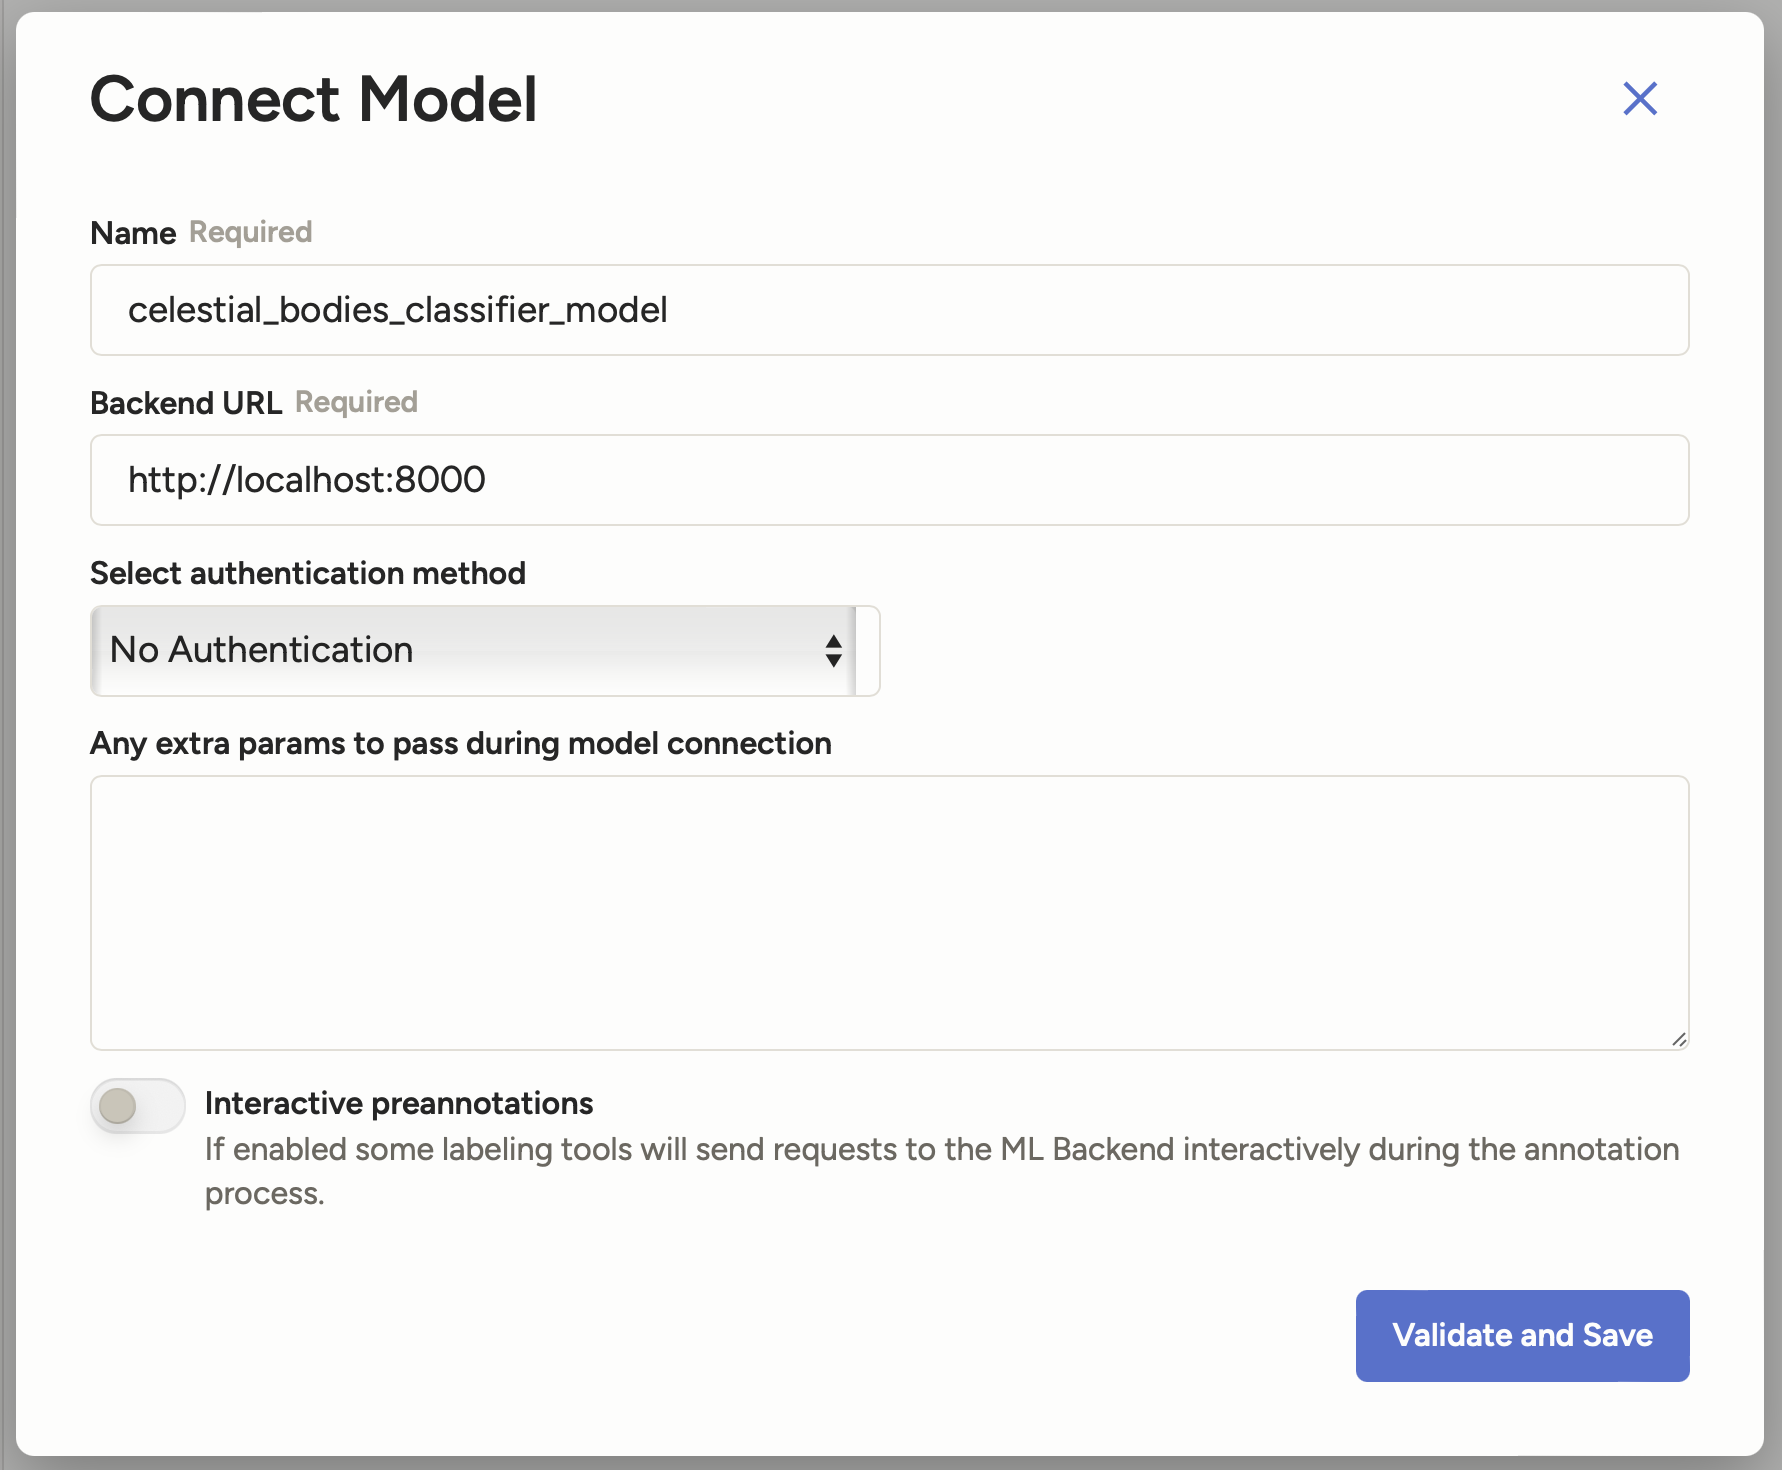 Connect Model
Name Required
celestial_bodies_classifier_model
Backend URL Required
http://localhost:8000
Select authentication method
No Authentication
Any extra params to pass during model connection
Interactive preannotations
If enabled some labeling tools will send requests to the ML Backend interactively during the annotation
process.
Validate and Save